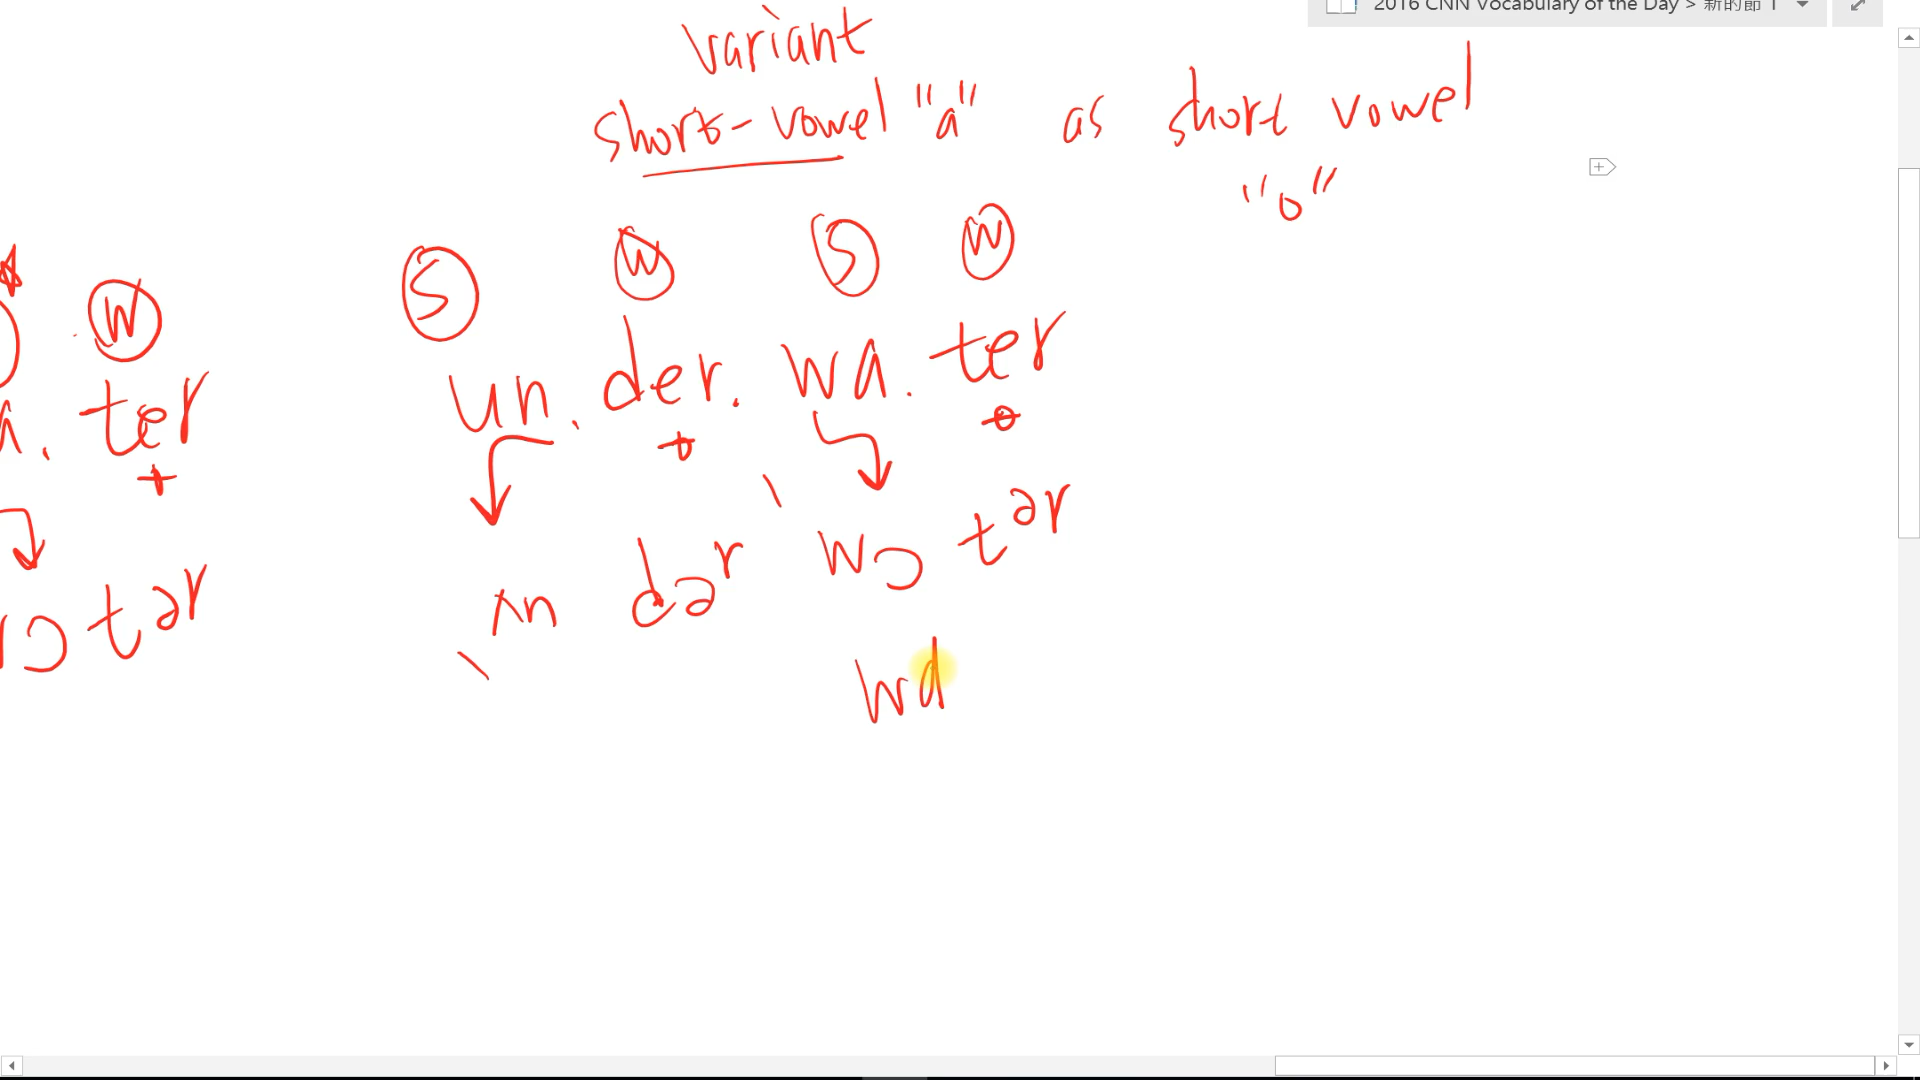 2016 CNN Vocabulary of the Day > 新的節 1
variant
short-vowel "a" as short vowel
"o"
W S W S W
ter un.der.wa.ter
ɔtər ʌn dər ˋwɔ tər
wa